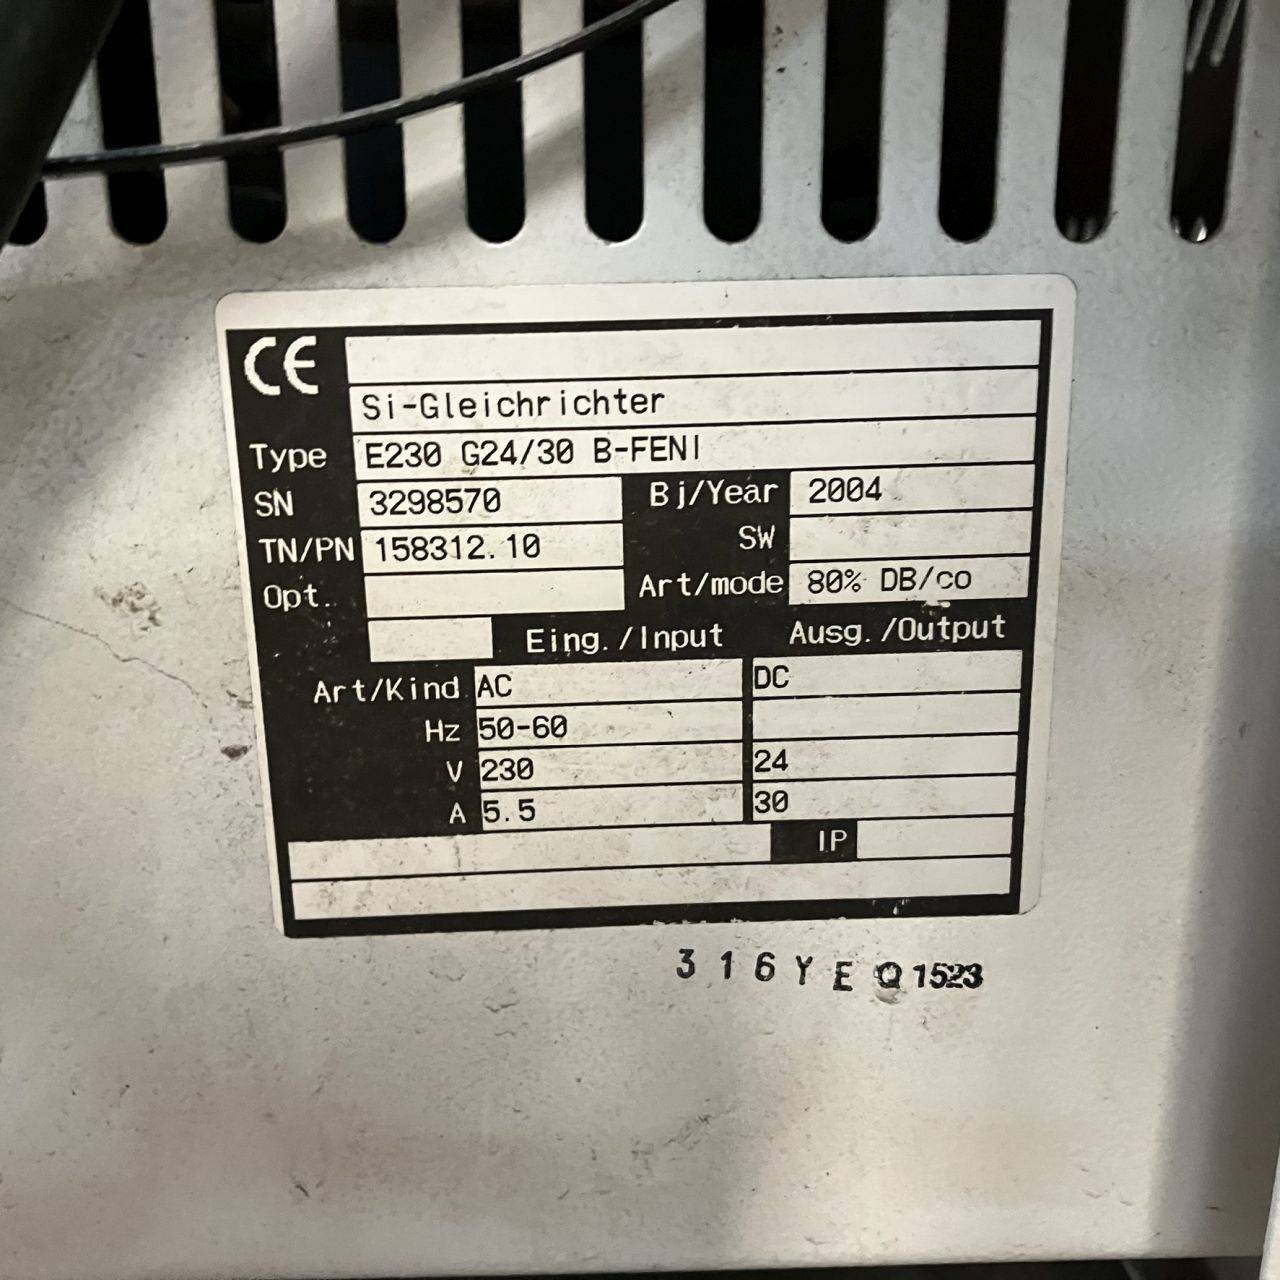 CE
Si-Gleichrichter
Type E230 G24/30 B-FENI
SN 3298570 Bj/Year 2004
TN/PN 158312.10 SW
Opt. Art/mode 80% DB/co
Eing./Input Ausg./Output
Art/Kind AC DC
Hz 50-60
V 230 24
A 5.5 30
IP
316YEQ1523